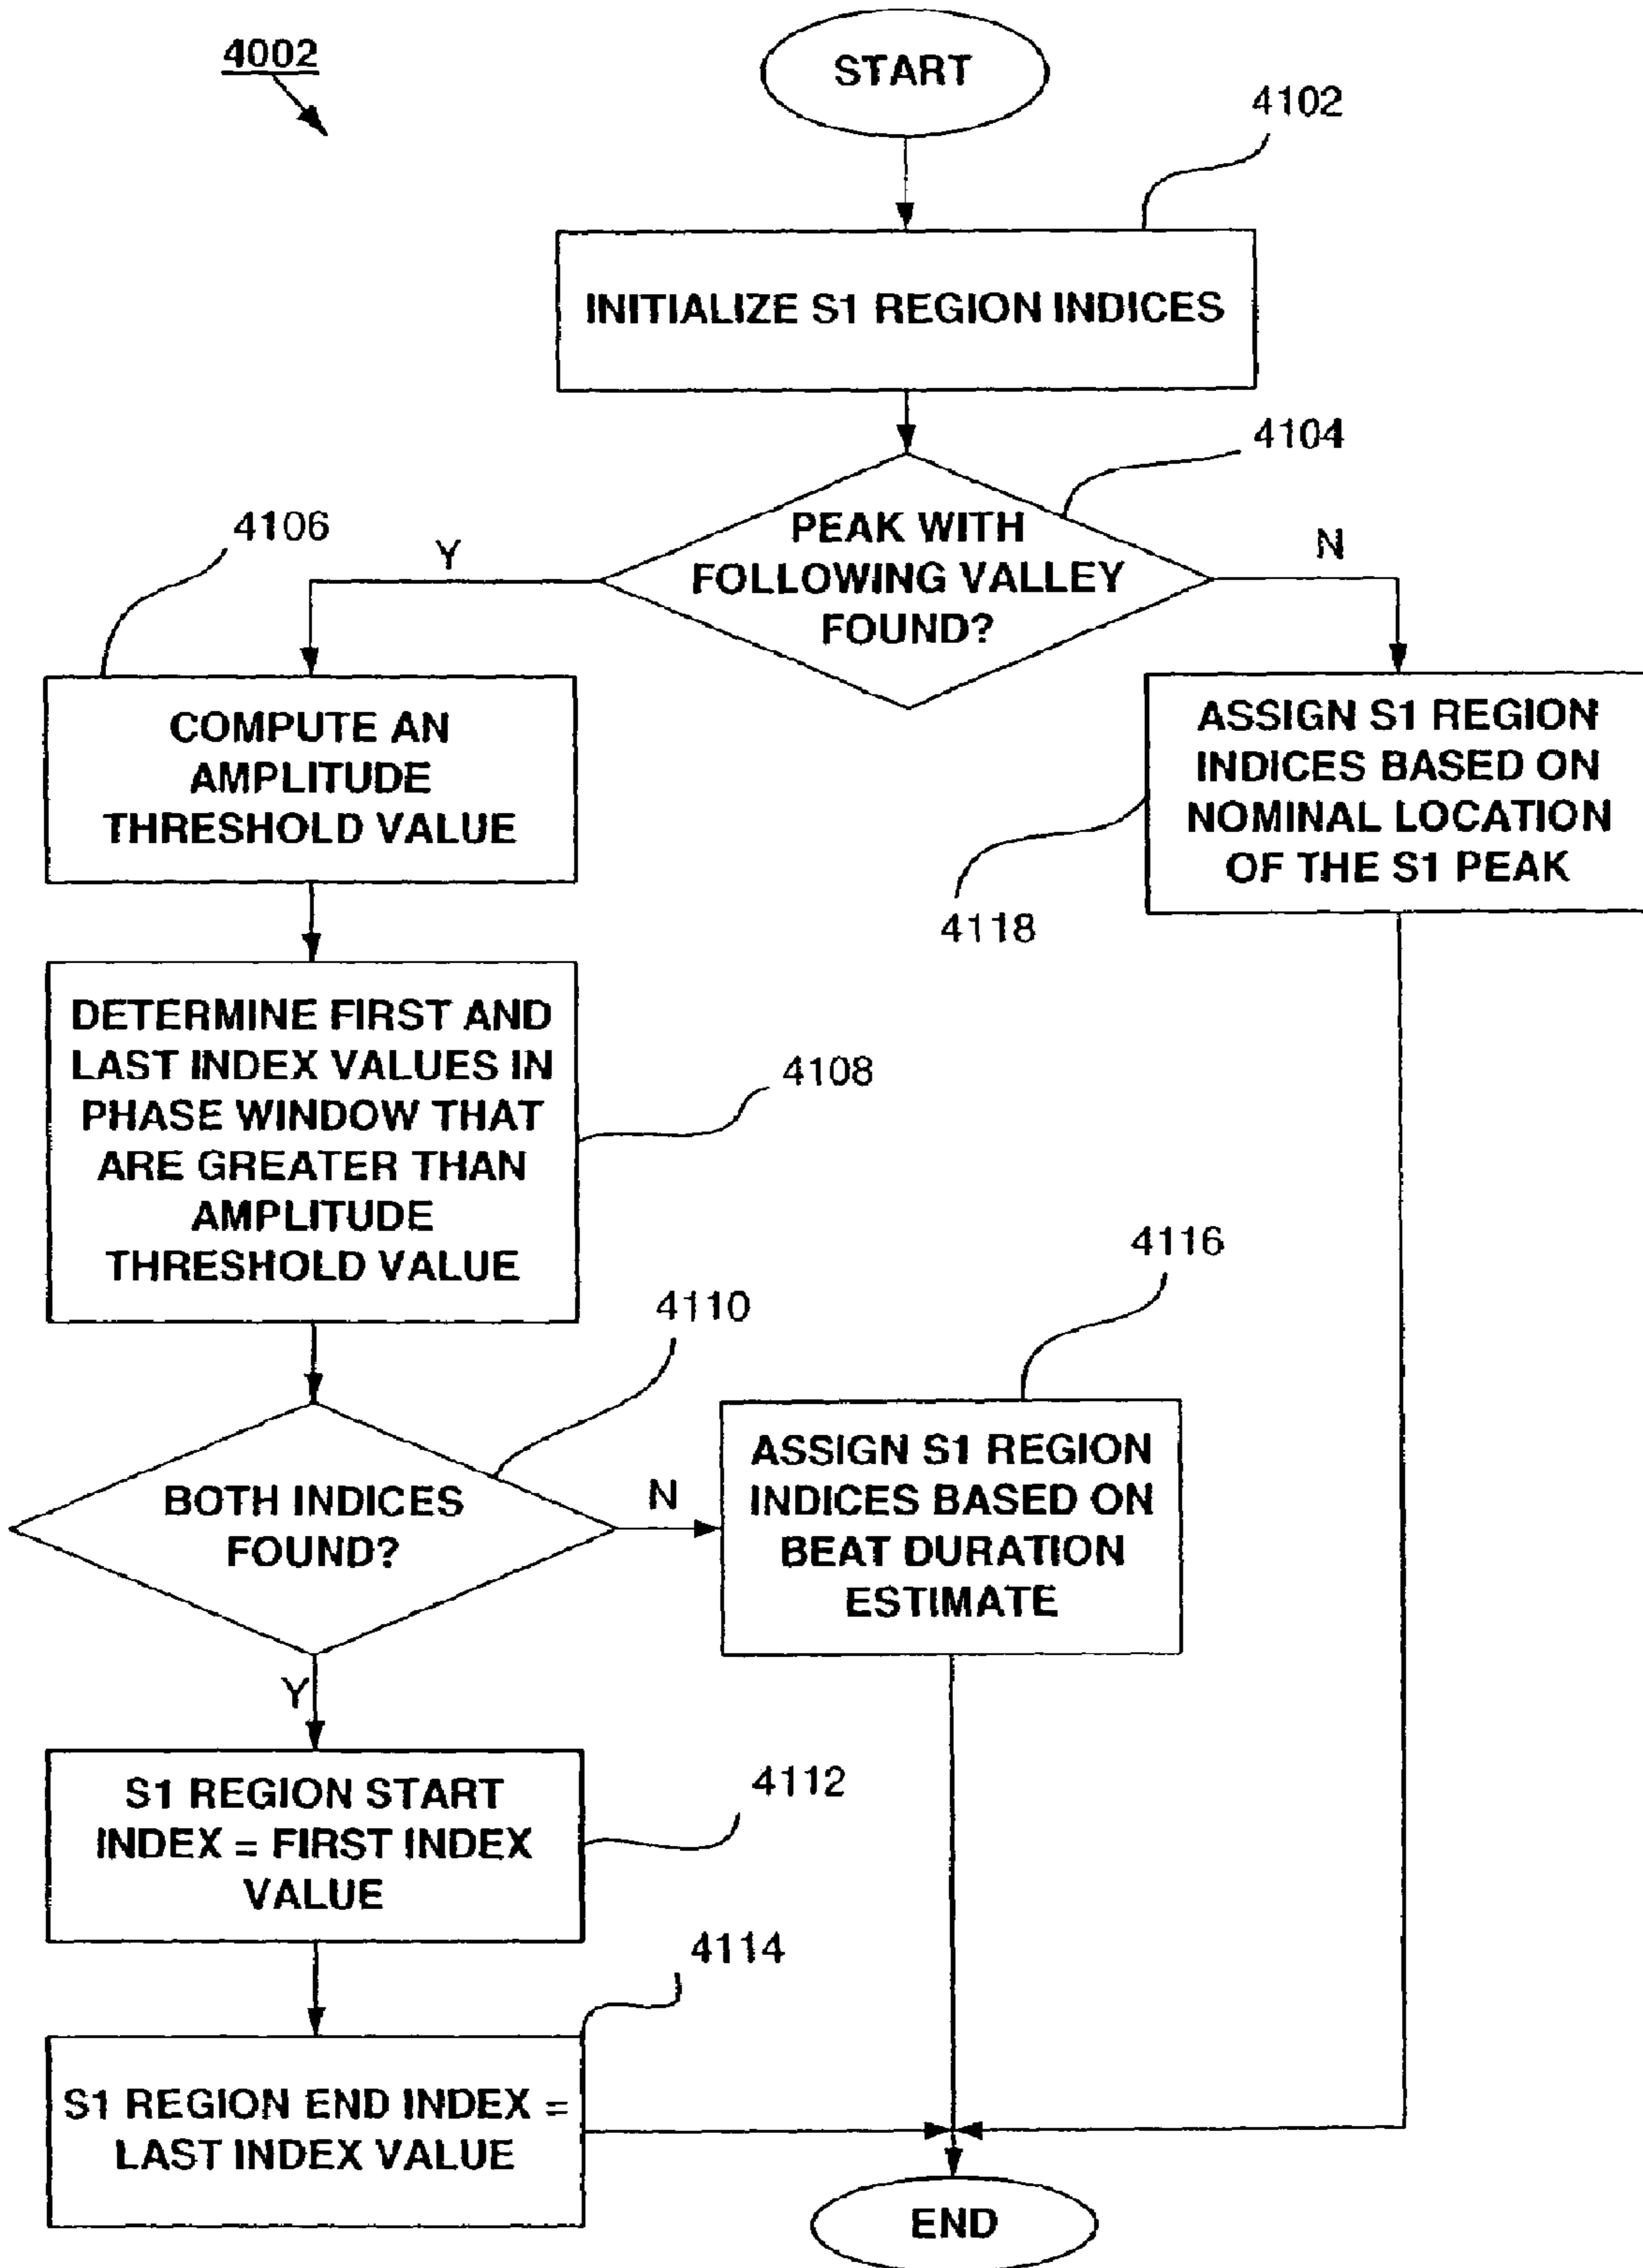 4002
START
4102
INITIALIZE S1 REGION INDICES
4104
PEAK WITH
FOLLOWING VALLEY
FOUND?
4106
Y
N
COMPUTE AN
AMPLITUDE
THRESHOLD VALUE
ASSIGN S1 REGION
INDICES BASED ON
NOMINAL LOCATION
OF THE S1 PEAK
4118
DETERMINE FIRST AND
LAST INDEX VALUES IN
PHASE WINDOW THAT
ARE GREATER THAN
AMPLITUDE
THRESHOLD VALUE
4108
4110
4116
BOTH INDICES
FOUND?
N
ASSIGN S1 REGION
INDICES BASED ON
BEAT DURATION
ESTIMATE
Y
S1 REGION START
INDEX = FIRST INDEX
VALUE
4112
4114
S1 REGION END INDEX =
LAST INDEX VALUE
END